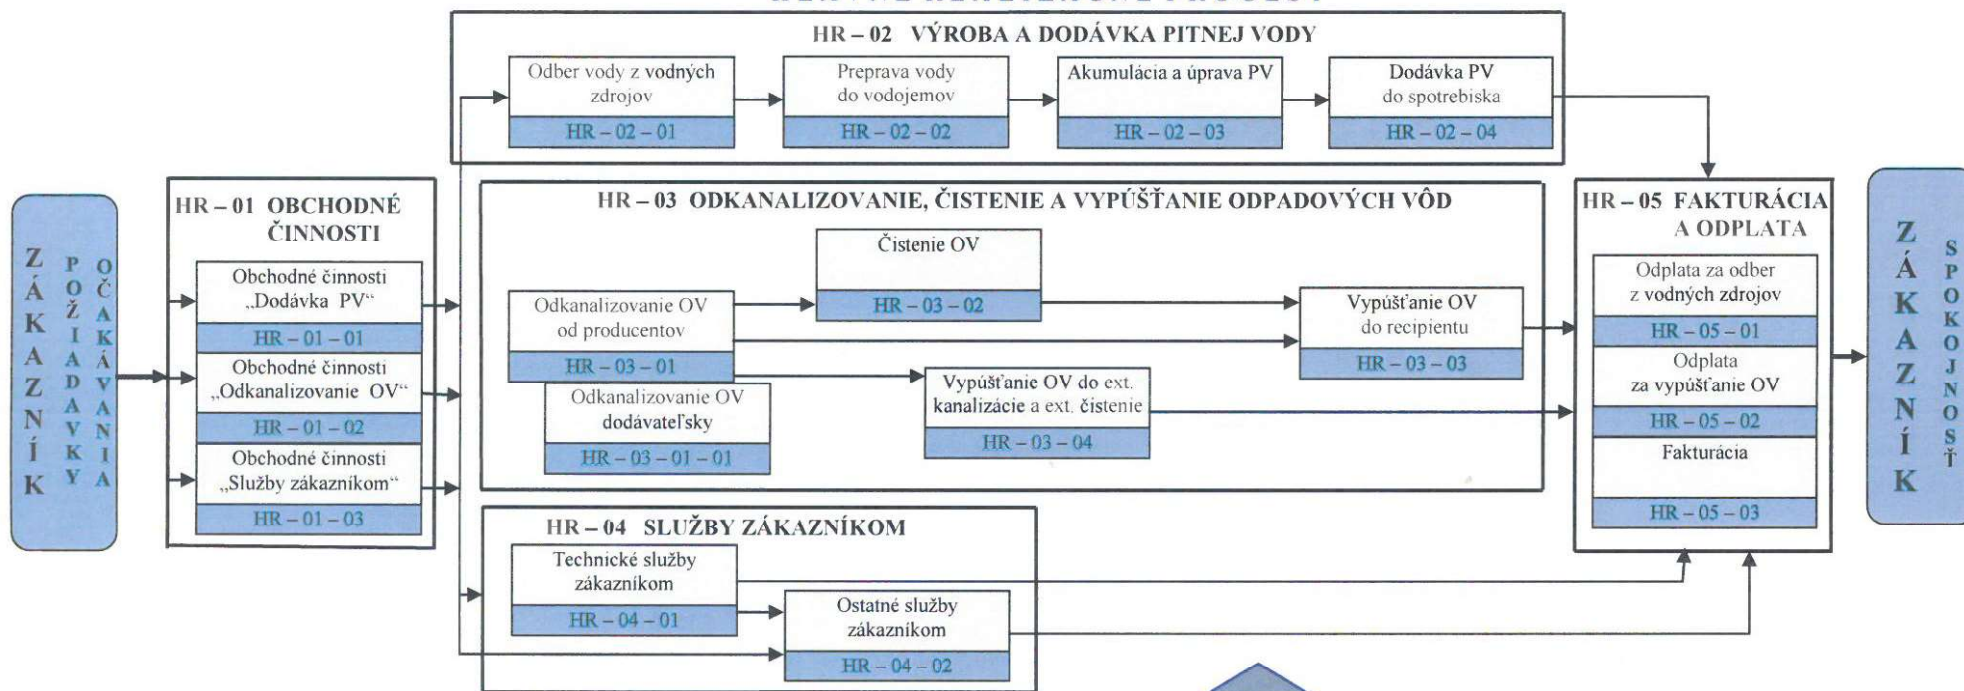 HR – 02 VÝROBA A DODÁVKA PITNEJ VODY
Odber vody z vodných
zdrojov
HR – 02 – 01
Preprava vody
do vodojemov
HR – 02 – 02
Akumulácia a úprava PV
HR – 02 – 03
Dodávka PV
do spotrebiska
HR – 02 – 04
ZÁKAZNÍK
POŽIADAVKY
OČAKÁVANIA
HR – 01 OBCHODNÉ
ČINNOSTI
Obchodné činnosti
„Dodávka PV“
HR – 01 – 01
Obchodné činnosti
„Odkanalizovanie OV“
HR – 01 – 02
Obchodné činnosti
„Služby zákazníkom“
HR – 01 – 03
HR – 03 ODKANALIZOVANIE, ČISTENIE A VYPÚŠŤANIE ODPADOVÝCH VÔD
Čistenie OV
HR – 03 – 02
Odkanalizovanie OV
od producentov
HR – 03 – 01
Vypúšťanie OV
do recipientu
HR – 03 – 03
Odkanalizovanie OV
dodávateľsky
HR – 03 – 01 – 01
Vypúšťanie OV do ext.
kanalizácie a ext. čistenie
HR – 03 – 04
HR – 04 SLUŽBY ZÁKAZNÍKOM
Technické služby
zákazníkom
HR – 04 – 01
Ostatné služby
zákazníkom
HR – 04 – 02
HR – 05 FAKTURÁCIA
A ODPLATA
Odplata za odber
z vodných zdrojov
HR – 05 – 01
Odplata
za vypúšťanie OV
HR – 05 – 02
Fakturácia
HR – 05 – 03
ZÁKAZNÍK
SPOKOJNOSŤ